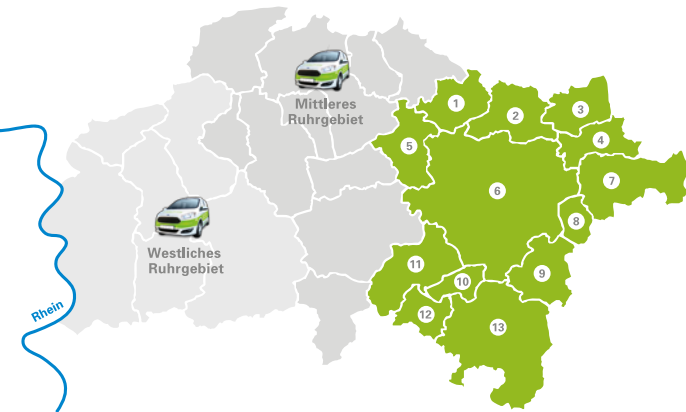 Mittleres
Ruhrgebiet
1
2
3
4
5
6
7
8
Westliches
Ruhrgebiet
11
9
10
Rhein
12
13